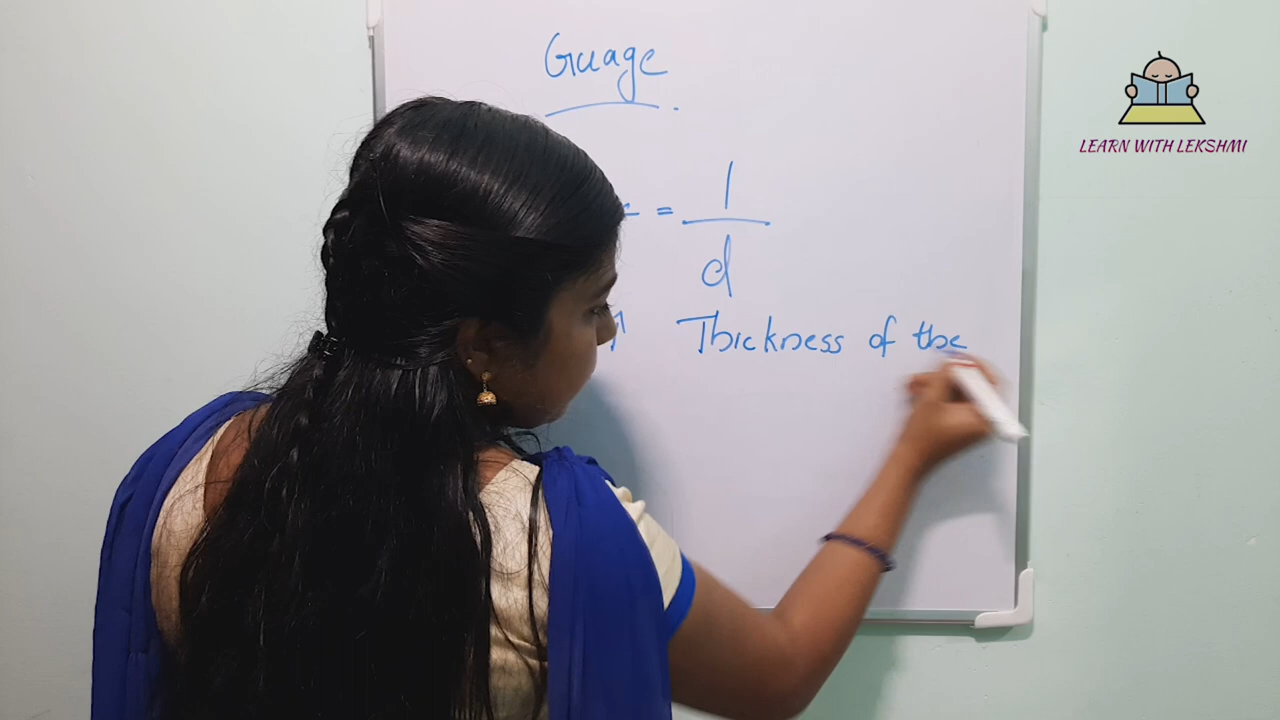 Guage
= 1
d
Thickness of the
LEARN WITH LEKSHMI